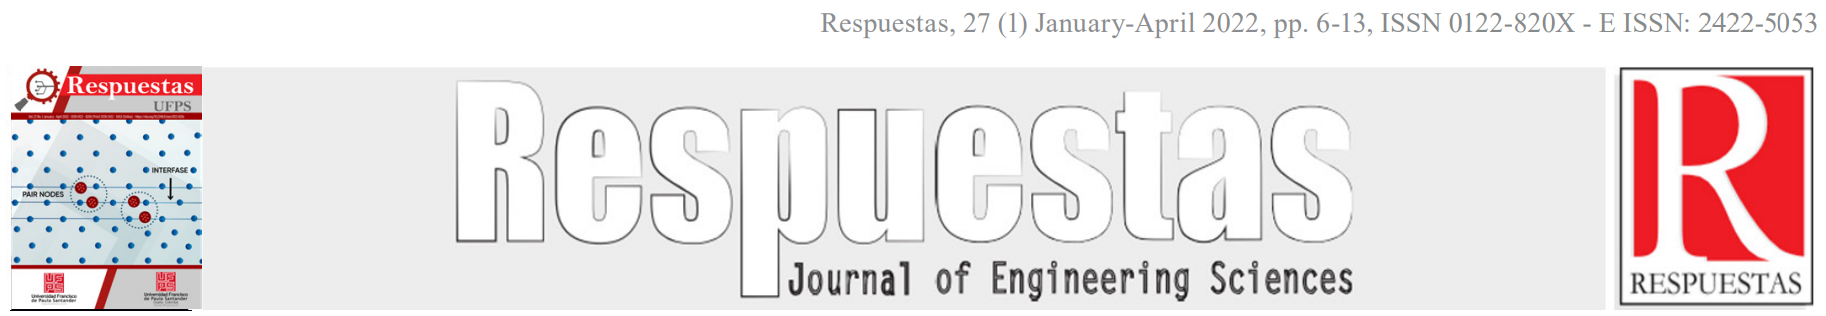 Respuestas, 27 (1) January-April 2022, pp. 6-13, ISSN 0122-820X - E ISSN: 2422-5053
Respuestas
UFPS
INTERFASE
PAIR NODES
Universidad Francisco
de Paula Santander
Universidad Francisco
de Paula Santander
Respuestas
Journal of Engineering Sciences
R
RESPUESTAS